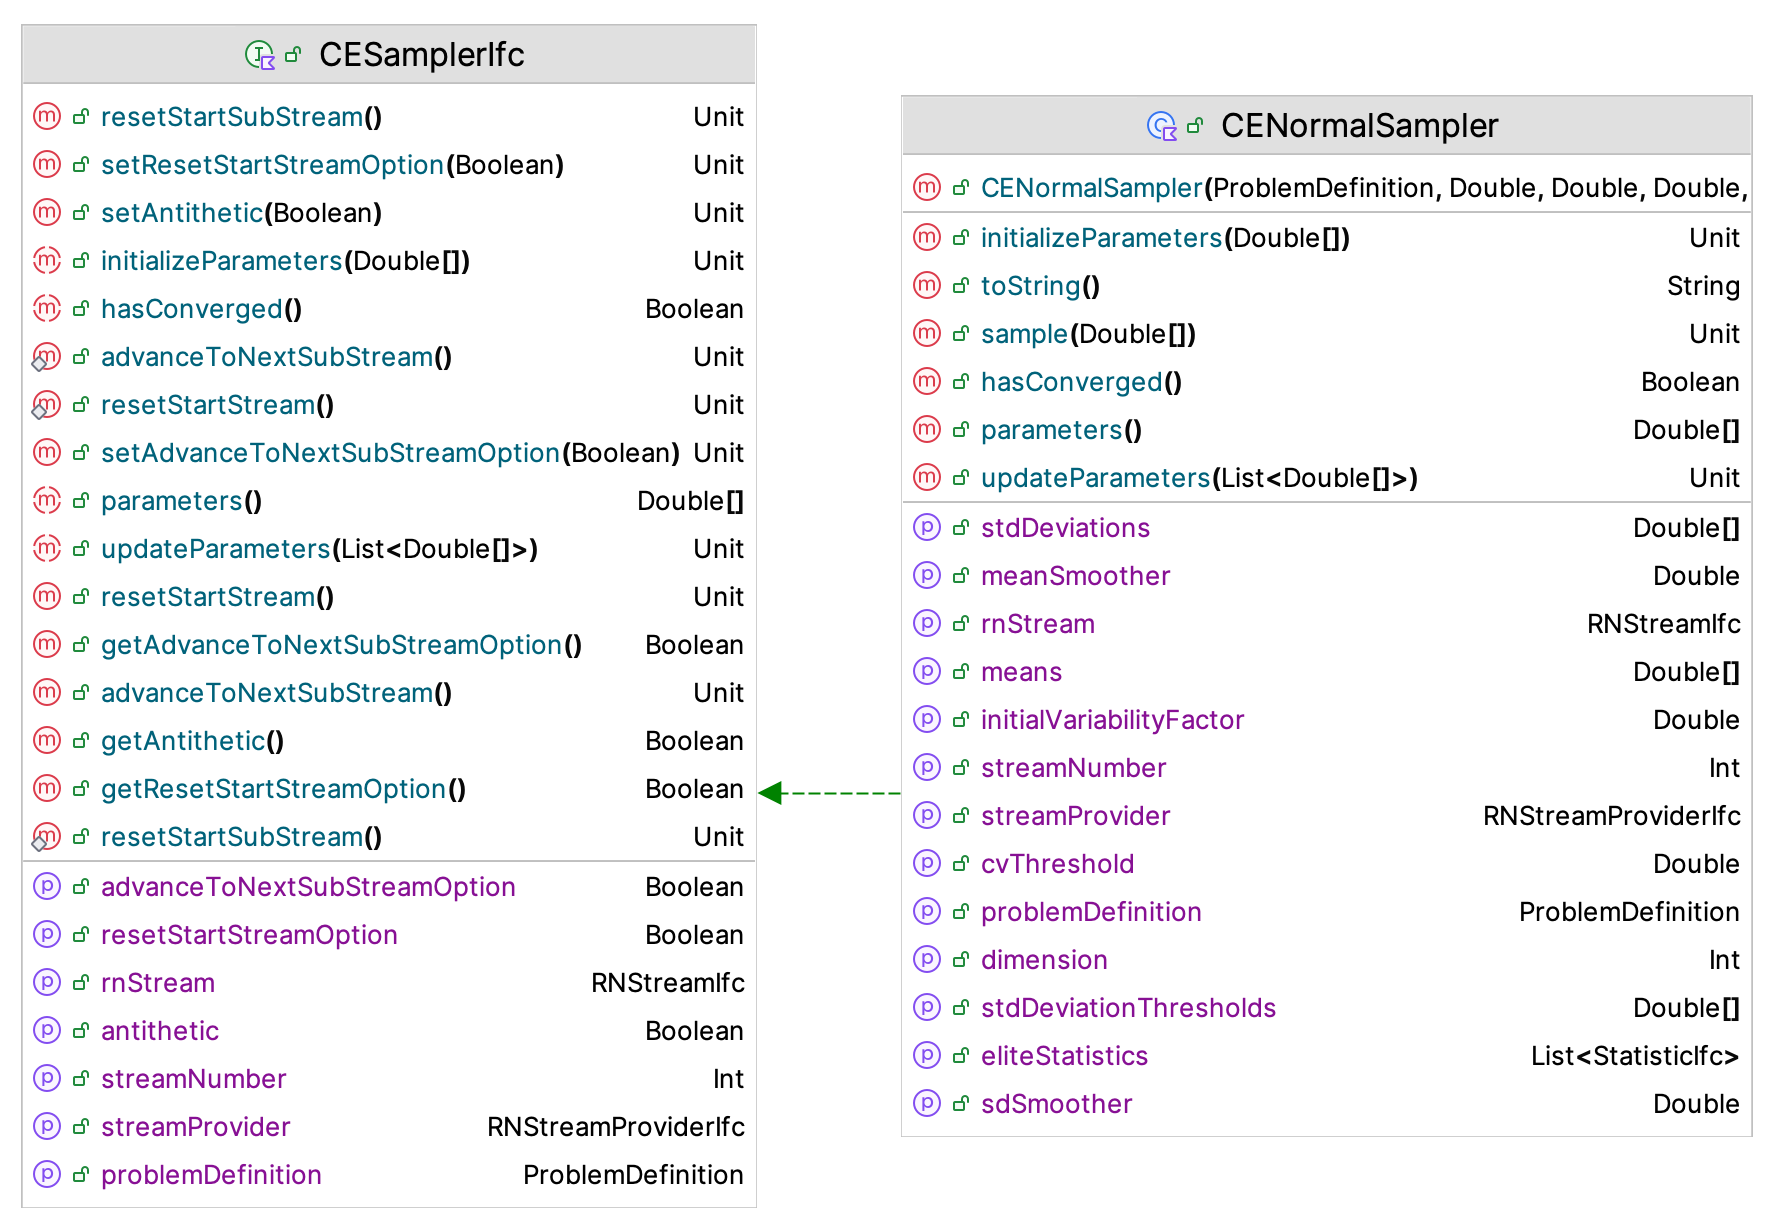 CESamplerIfc
resetStartSubStream() Unit
setResetStartStreamOption(Boolean) Unit
setAntithetic(Boolean) Unit
initializeParameters(Double[]) Unit
hasConverged() Boolean
advanceToNextSubStream() Unit
resetStartStream() Unit
setAdvanceToNextSubStreamOption(Boolean) Unit
parameters() Double[]
updateParameters(List<Double[]>) Unit
resetStartStream() Unit
getAdvanceToNextSubStreamOption() Boolean
advanceToNextSubStream() Unit
getAntithetic() Boolean
getResetStartStreamOption() Boolean
resetStartSubStream() Unit
advanceToNextSubStreamOption Boolean
resetStartStreamOption Boolean
rnStream RNStreamIfc
antithetic Boolean
streamNumber Int
streamProvider RNStreamProviderIfc
problemDefinition ProblemDefinition
CENormalSampler
CENormalSampler(ProblemDefinition, Double, Double, Double,
initializeParameters(Double[]) Unit
toString() String
sample(Double[]) Unit
hasConverged() Boolean
parameters() Double[]
updateParameters(List<Double[]>) Unit
stdDeviations Double[]
meanSmoother Double
rnStream RNStreamIfc
means Double[]
initialVariabilityFactor Double
streamNumber Int
streamProvider RNStreamProviderIfc
cvThreshold Double
problemDefinition ProblemDefinition
dimension Int
stdDeviationThresholds Double[]
eliteStatistics List<StatisticIfc>
sdSmoother Double